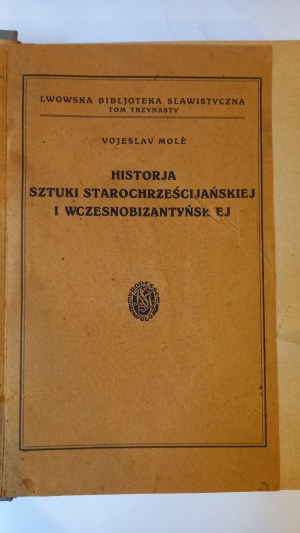 LWOWSKA BIBLJOTEKA SLAWISTYCZNA
TOM TRZYNASTY
VOJESLAV MOLÈ
HISTORJA
SZTUKI STAROCHRZEŚCIJAŃSKIEJ
I WCZESNOBIZANTYŃSKIEJ